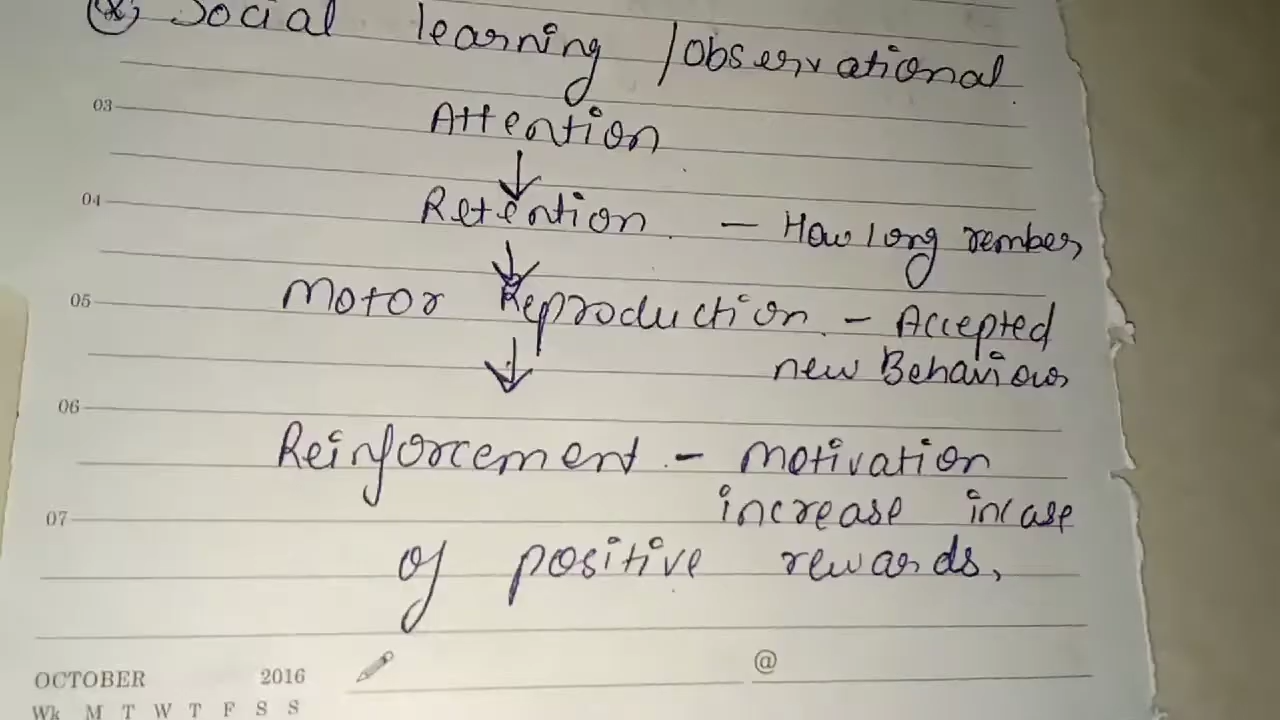 (x) Social learning /observational
03
Attention
↓
04
Retention - How long rember
↓
05
Motor Reproduction - Accepted
new Behaviour
↓
06
Reinforcement - motivation
increase incase
07
of positive rewards.
OCTOBER 2016
@
Wk M T W T F S S